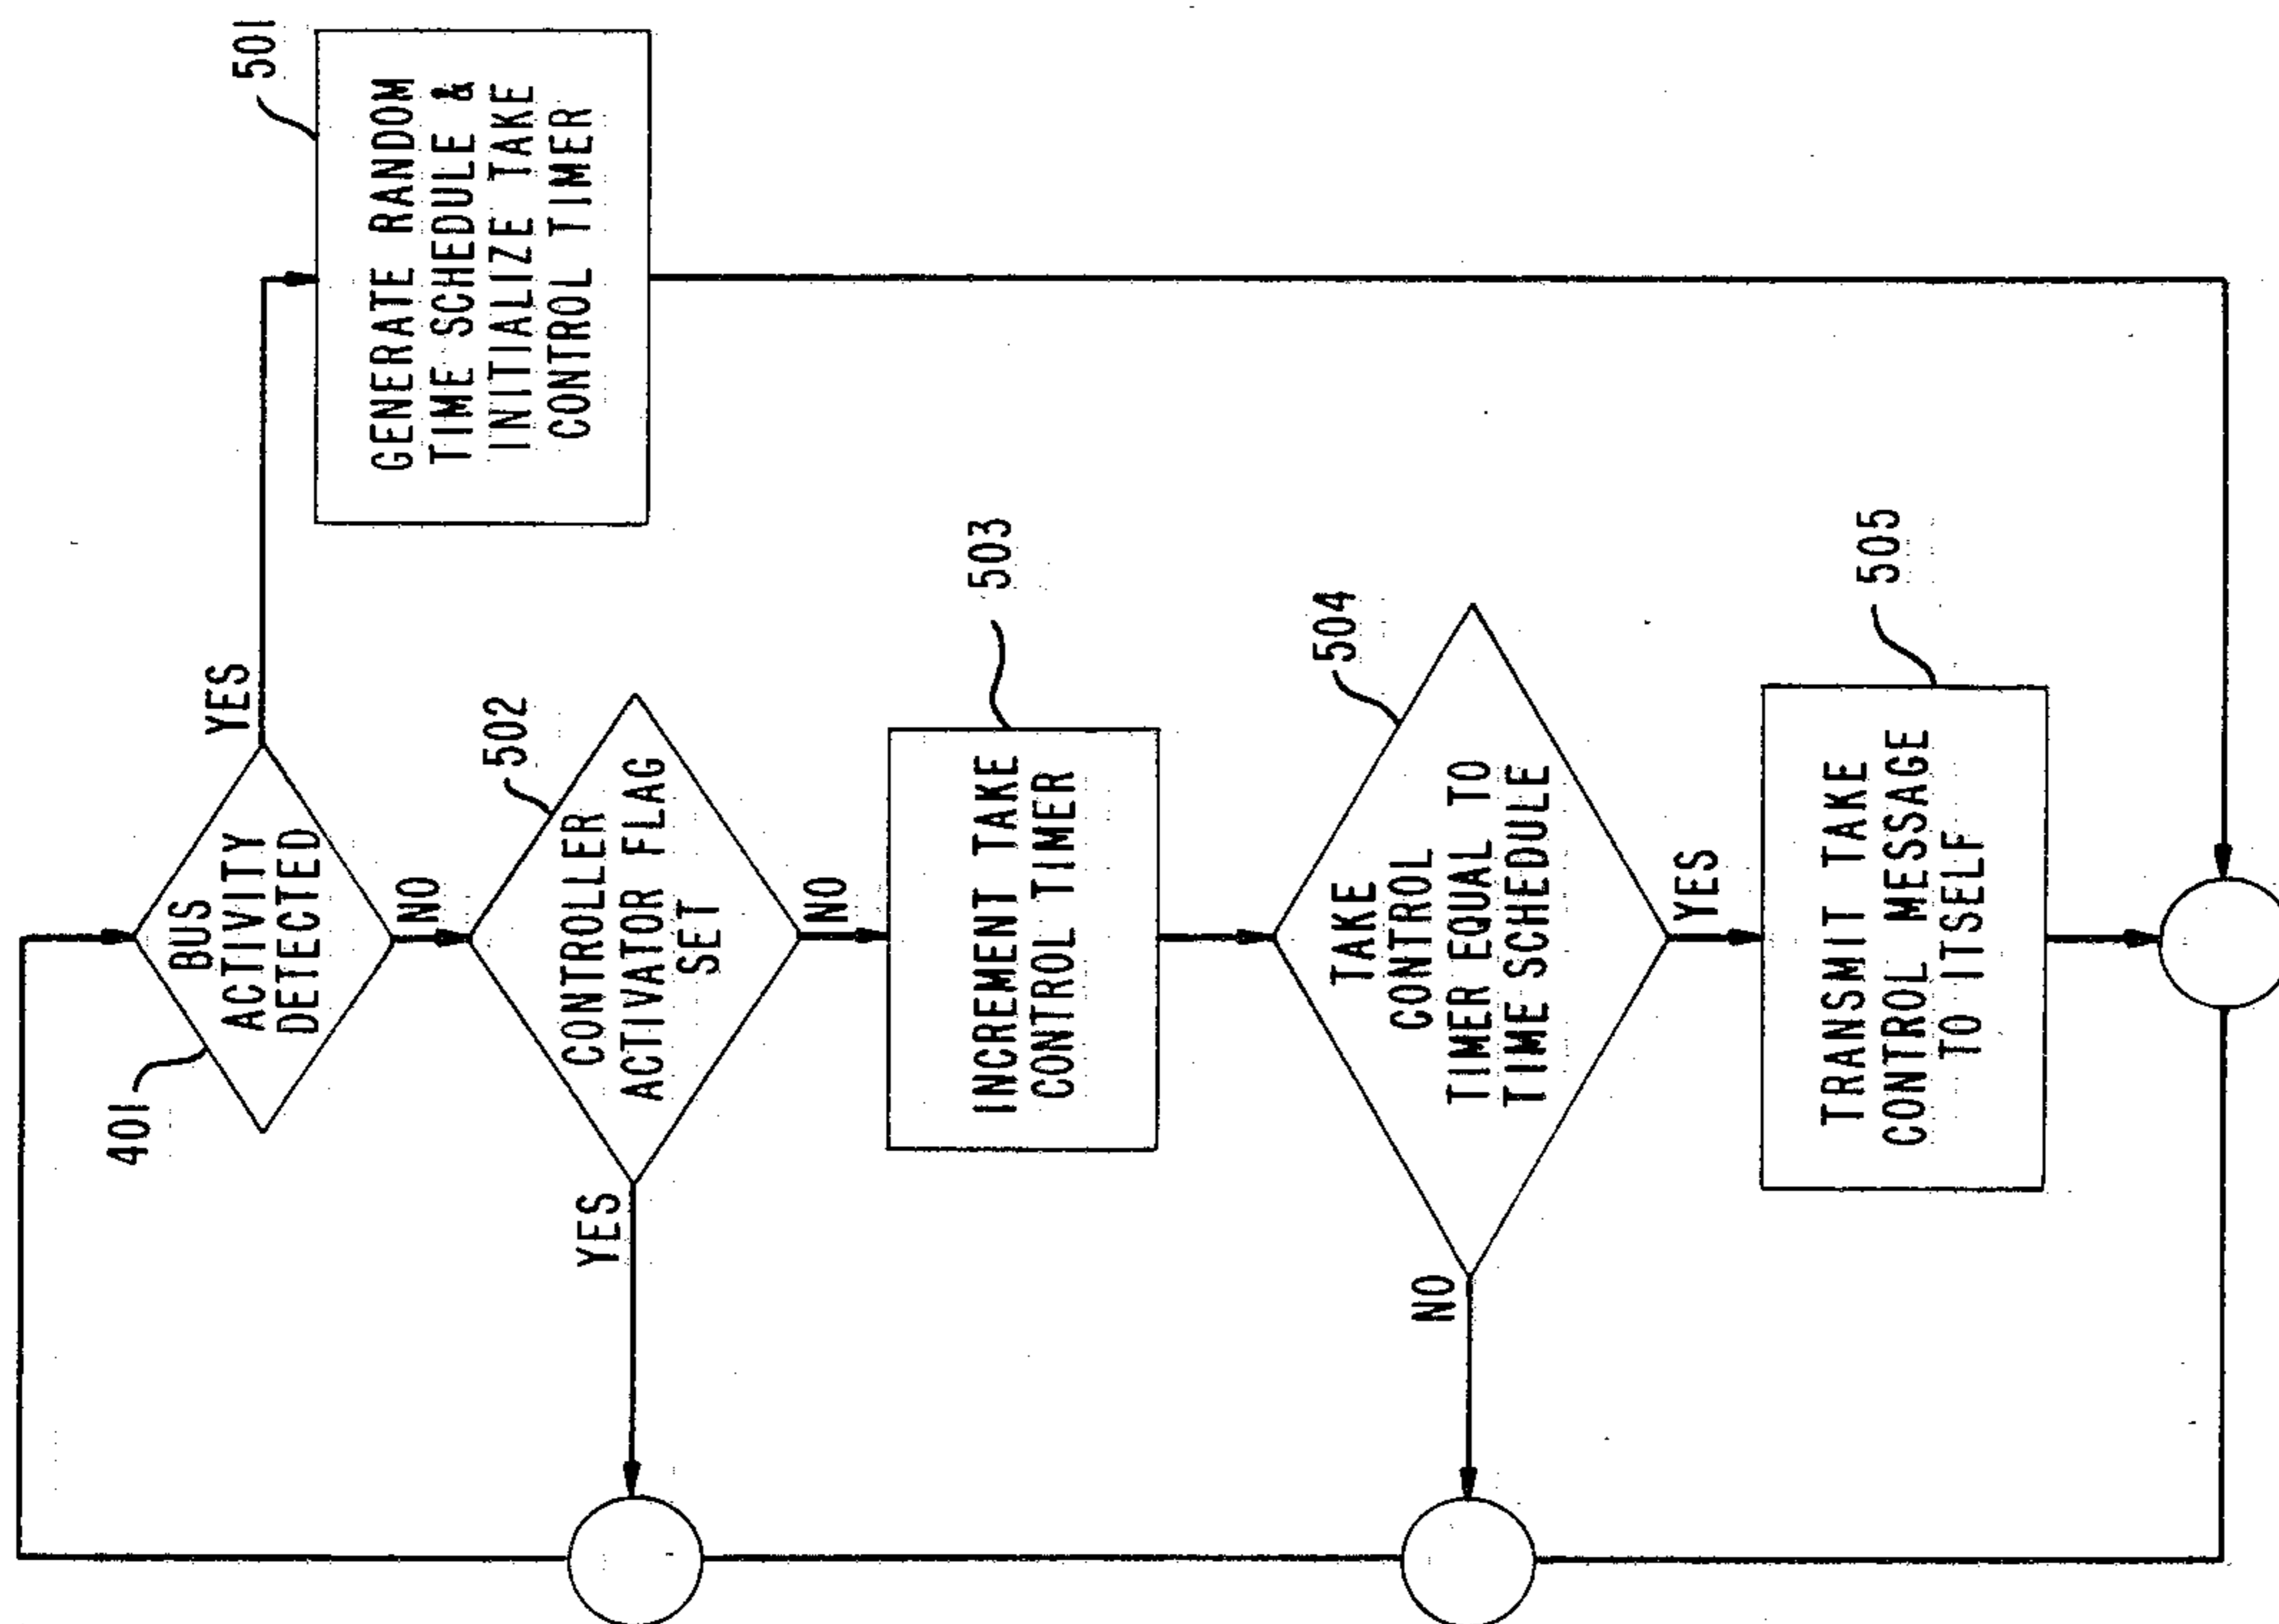 401
BUS
ACTIVITY
DETECTED
YES
NO
501
GENERATE RANDOM
TIME SCHEDULE &
INITIALIZE TAKE
CONTROL TIMER
502
CONTROLLER
ACTIVATOR FLAG
SET
YES
NO
503
INCREMENT TAKE
CONTROL TIMER
504
TAKE
CONTROL
TIMER EQUAL TO
TIME SCHEDULE
NO
YES
505
TRANSMIT TAKE
CONTROL MESSAGE
TO ITSELF